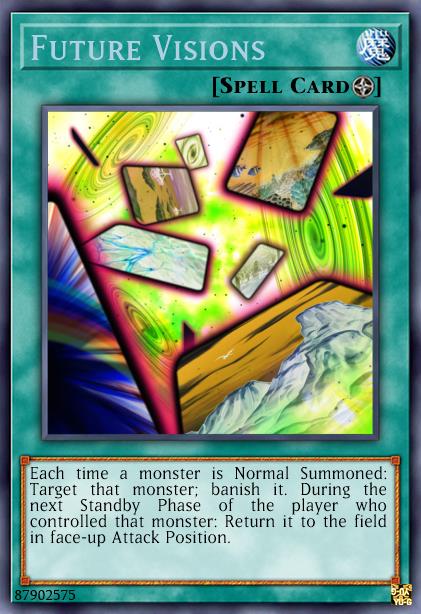 Future Visions
魔
[Spell Card]
Each time a monster is Normal Summoned:
Target that monster; banish it. During the
next Standby Phase of the player who
controlled that monster: Return it to the field
in face-up Attack Position.
87902575